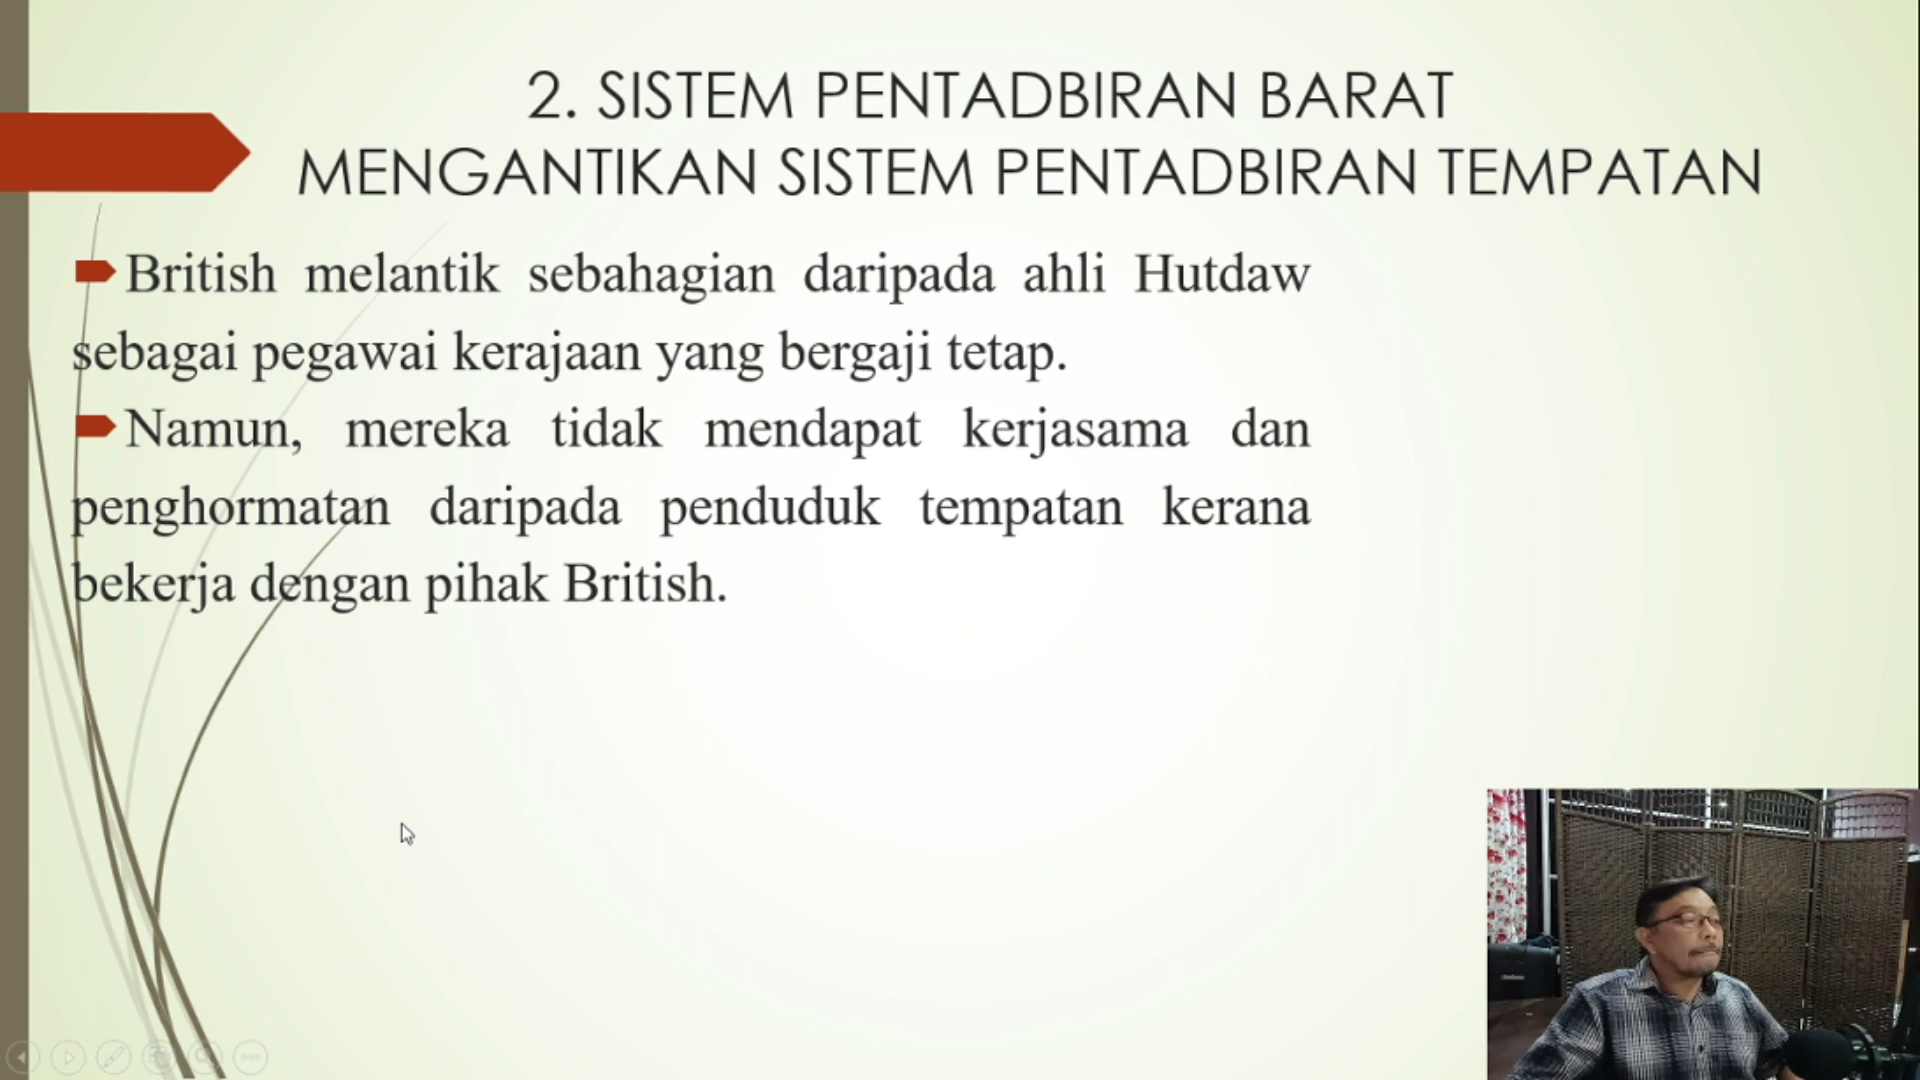 2. SISTEM PENTADBIRAN BARAT
MENGANTIKAN SISTEM PENTADBIRAN TEMPATAN
British melantik sebahagian daripada ahli Hutdaw
sebagai pegawai kerajaan yang bergaji tetap.
Namun, mereka tidak mendapat kerjasama dan
penghormatan daripada penduduk tempatan kerana
bekerja dengan pihak British.